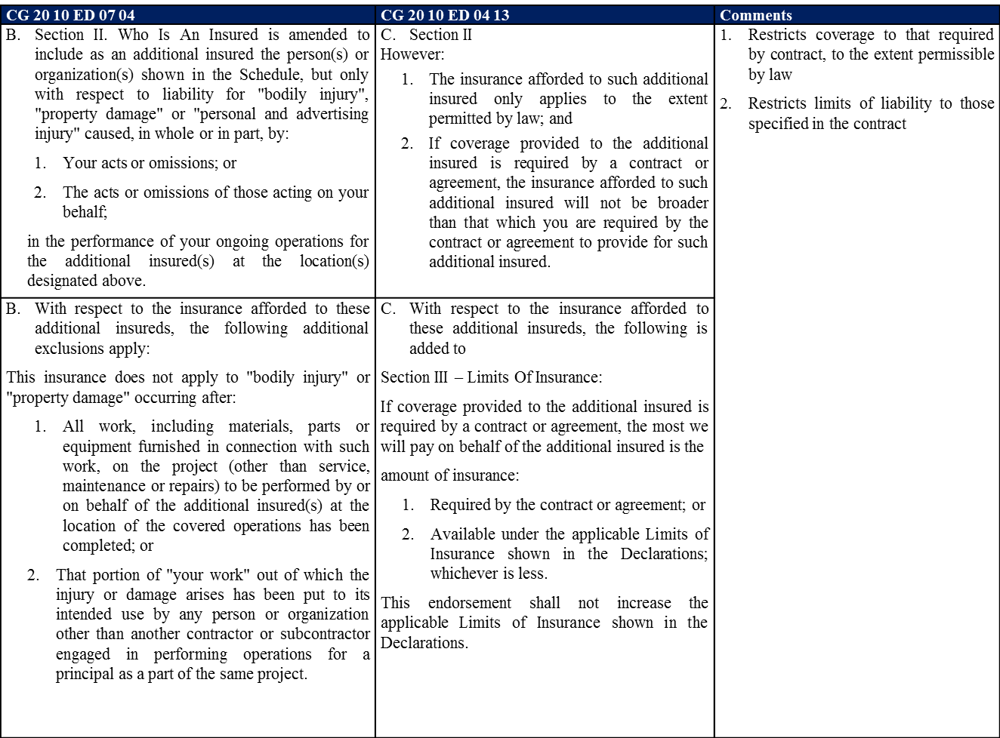 CG 20 10 ED 07 04
CG 20 10 ED 04 13
Comments
B. Section II. Who Is An Insured is amended to
include as an additional insured the person(s) or
organization(s) shown in the Schedule, but only
with respect to liability for "bodily injury",
"property damage" or "personal and advertising
injury" caused, in whole or in part, by:
1. Your acts or omissions; or
2. The acts or omissions of those acting on your
behalf;
in the performance of your ongoing operations for
the additional insured(s) at the location(s)
designated above.
C. Section II
However:
1. The insurance afforded to such additional
insured only applies to the extent
permitted by law; and
2. If coverage provided to the additional
insured is required by a contract or
agreement, the insurance afforded to such
additional insured will not be broader
than that which you are required by the
contract or agreement to provide for such
additional insured.
1. Restricts coverage to that required
by contract, to the extent permissible
by law
2. Restricts limits of liability to those
specified in the contract
B. With respect to the insurance afforded to these
additional insureds, the following additional
exclusions apply:
This insurance does not apply to "bodily injury" or
"property damage" occurring after:
1. All work, including materials, parts or
equipment furnished in connection with such
work, on the project (other than service,
maintenance or repairs) to be performed by or
on behalf of the additional insured(s) at the
location of the covered operations has been
completed; or
2. That portion of "your work" out of which the
injury or damage arises has been put to its
intended use by any person or organization
other than another contractor or subcontractor
engaged in performing operations for a
principal as a part of the same project.
C. With respect to the insurance afforded to
these additional insureds, the following is
added to
Section III – Limits Of Insurance:
If coverage provided to the additional insured is
required by a contract or agreement, the most we
will pay on behalf of the additional insured is the
amount of insurance:
1. Required by the contract or agreement; or
2. Available under the applicable Limits of
Insurance shown in the Declarations;
whichever is less.
This endorsement shall not increase the
applicable Limits of Insurance shown in the
Declarations.